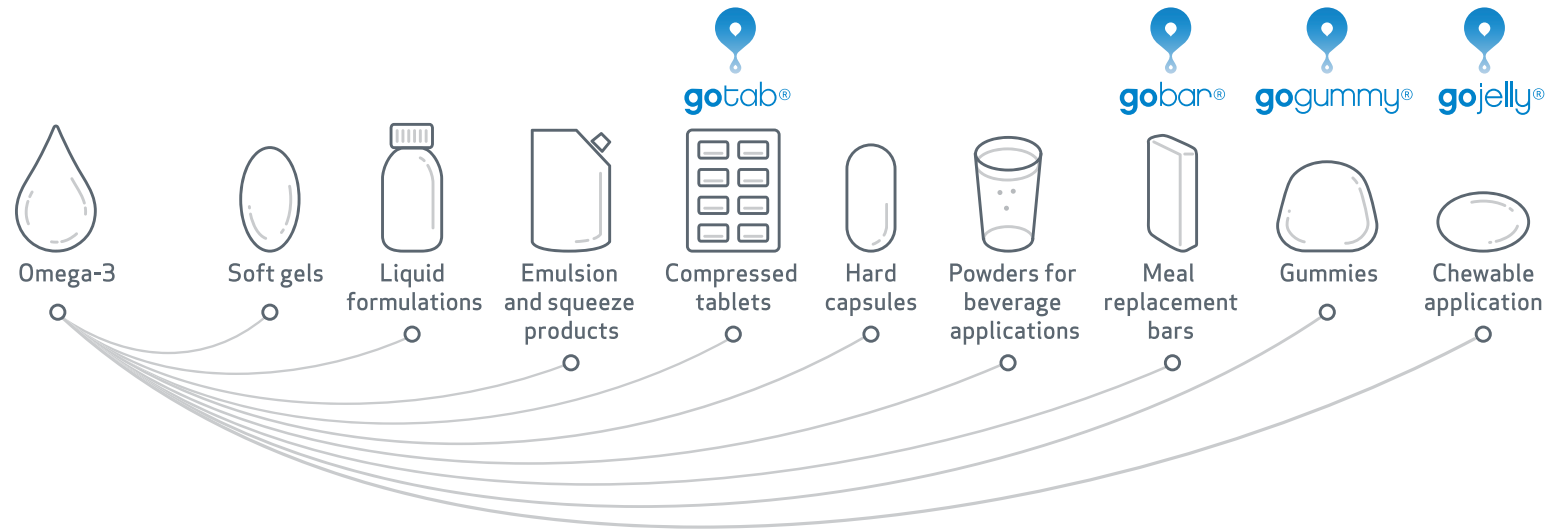 gotab®
gobar®
gogummy®
gojelly®
Omega-3
Soft gels
Liquid
formulations
Emulsion
and squeeze
products
Compressed
tablets
Hard
capsules
Powders for
beverage
applications
Meal
replacement
bars
Gummies
Chewable
application